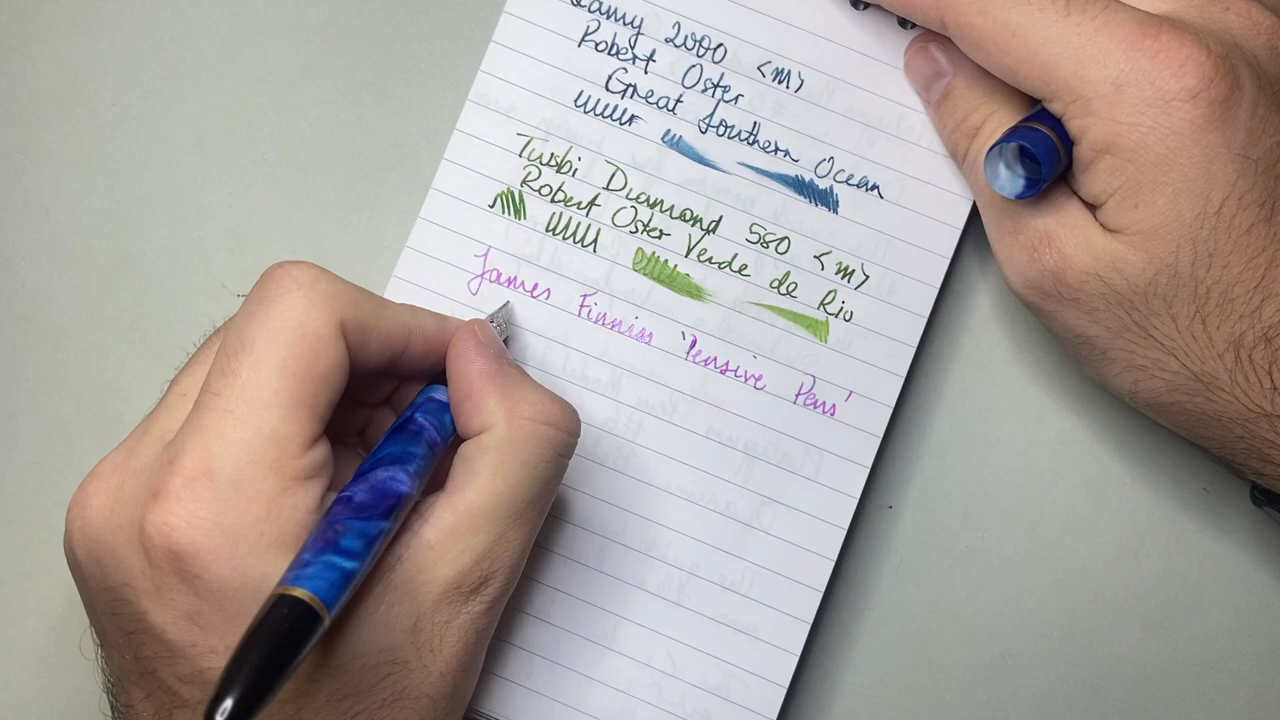 Lamy 2000 <m>
Robert Oster
Great Southern Ocean
Twsbi Diamond 580 <m>
Robert Oster Verde de Rio
James Finniss 'Pensive Pens'